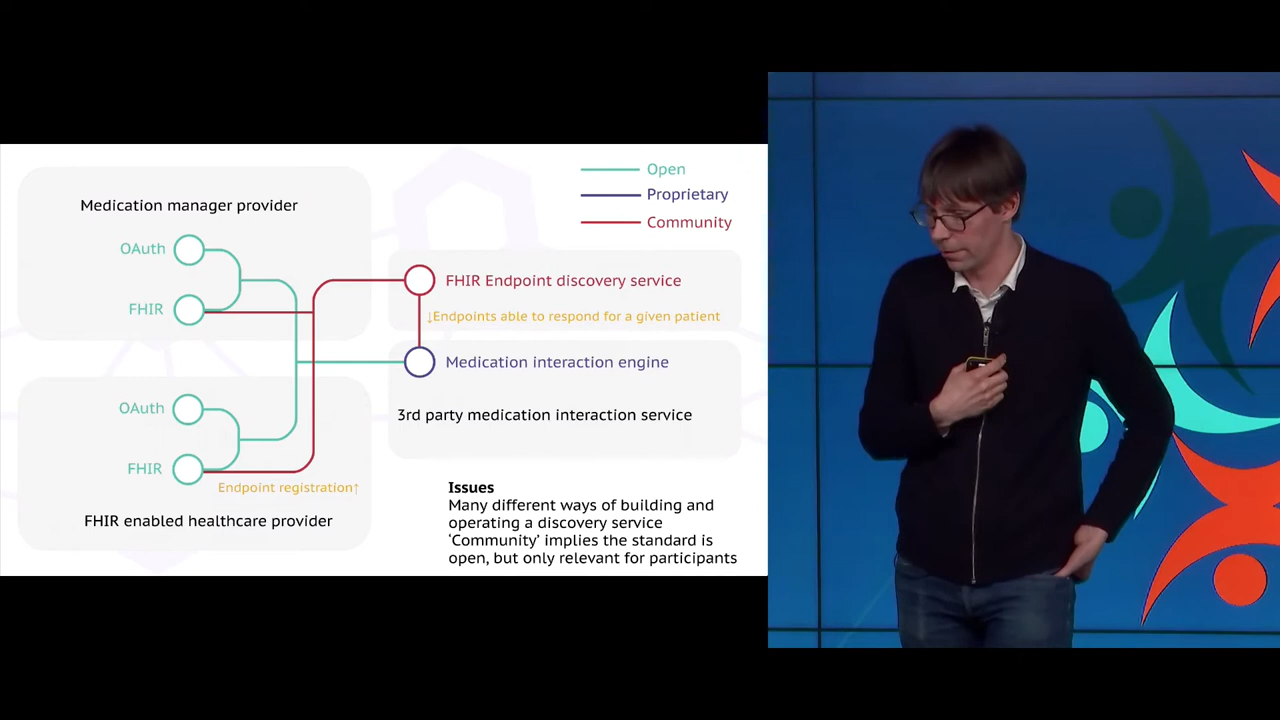 Medication manager provider
OAuth
FHIR
OAuth
FHIR
Endpoint registration↑
FHIR enabled healthcare provider
Open
Proprietary
Community
FHIR Endpoint discovery service
↓Endpoints able to respond for a given patient
Medication interaction engine
3rd party medication interaction service
Issues
Many different ways of building and
operating a discovery service
‘Community’ implies the standard is
open, but only relevant for participants